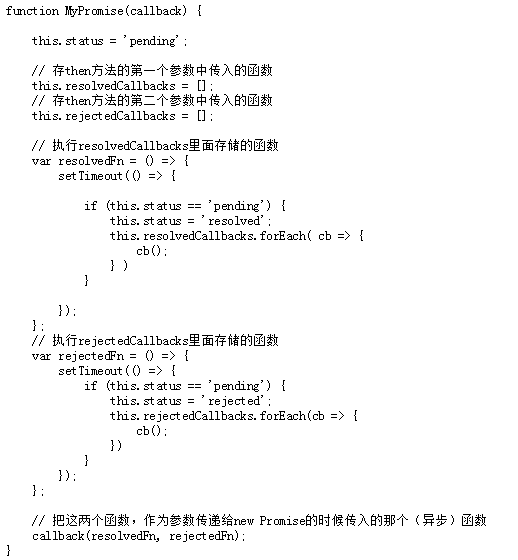 function MyPromise(callback) {
this.status = 'pending';
// 存then方法的第一个参数中传入的函数
this.resolvedCallbacks = [];
// 存then方法的第二个参数中传入的函数
this.rejectedCallbacks = [];
// 执行resolvedCallbacks里面存储的函数
var resolvedFn = () => {
setTimeout(() => {
if (this.status == 'pending') {
this.status = 'resolved';
this.resolvedCallbacks.forEach( cb => {
cb();
} )
}
});
};
// 执行rejectedCallbacks里面存储的函数
var rejectedFn = () => {
setTimeout(() => {
if (this.status == 'pending') {
this.status = 'rejected';
this.rejectedCallbacks.forEach(cb => {
cb();
})
}
});
};
// 把这两个函数，作为参数传递给new Promise的时候传入的那个（异步）函数
callback(resolvedFn, rejectedFn);
}